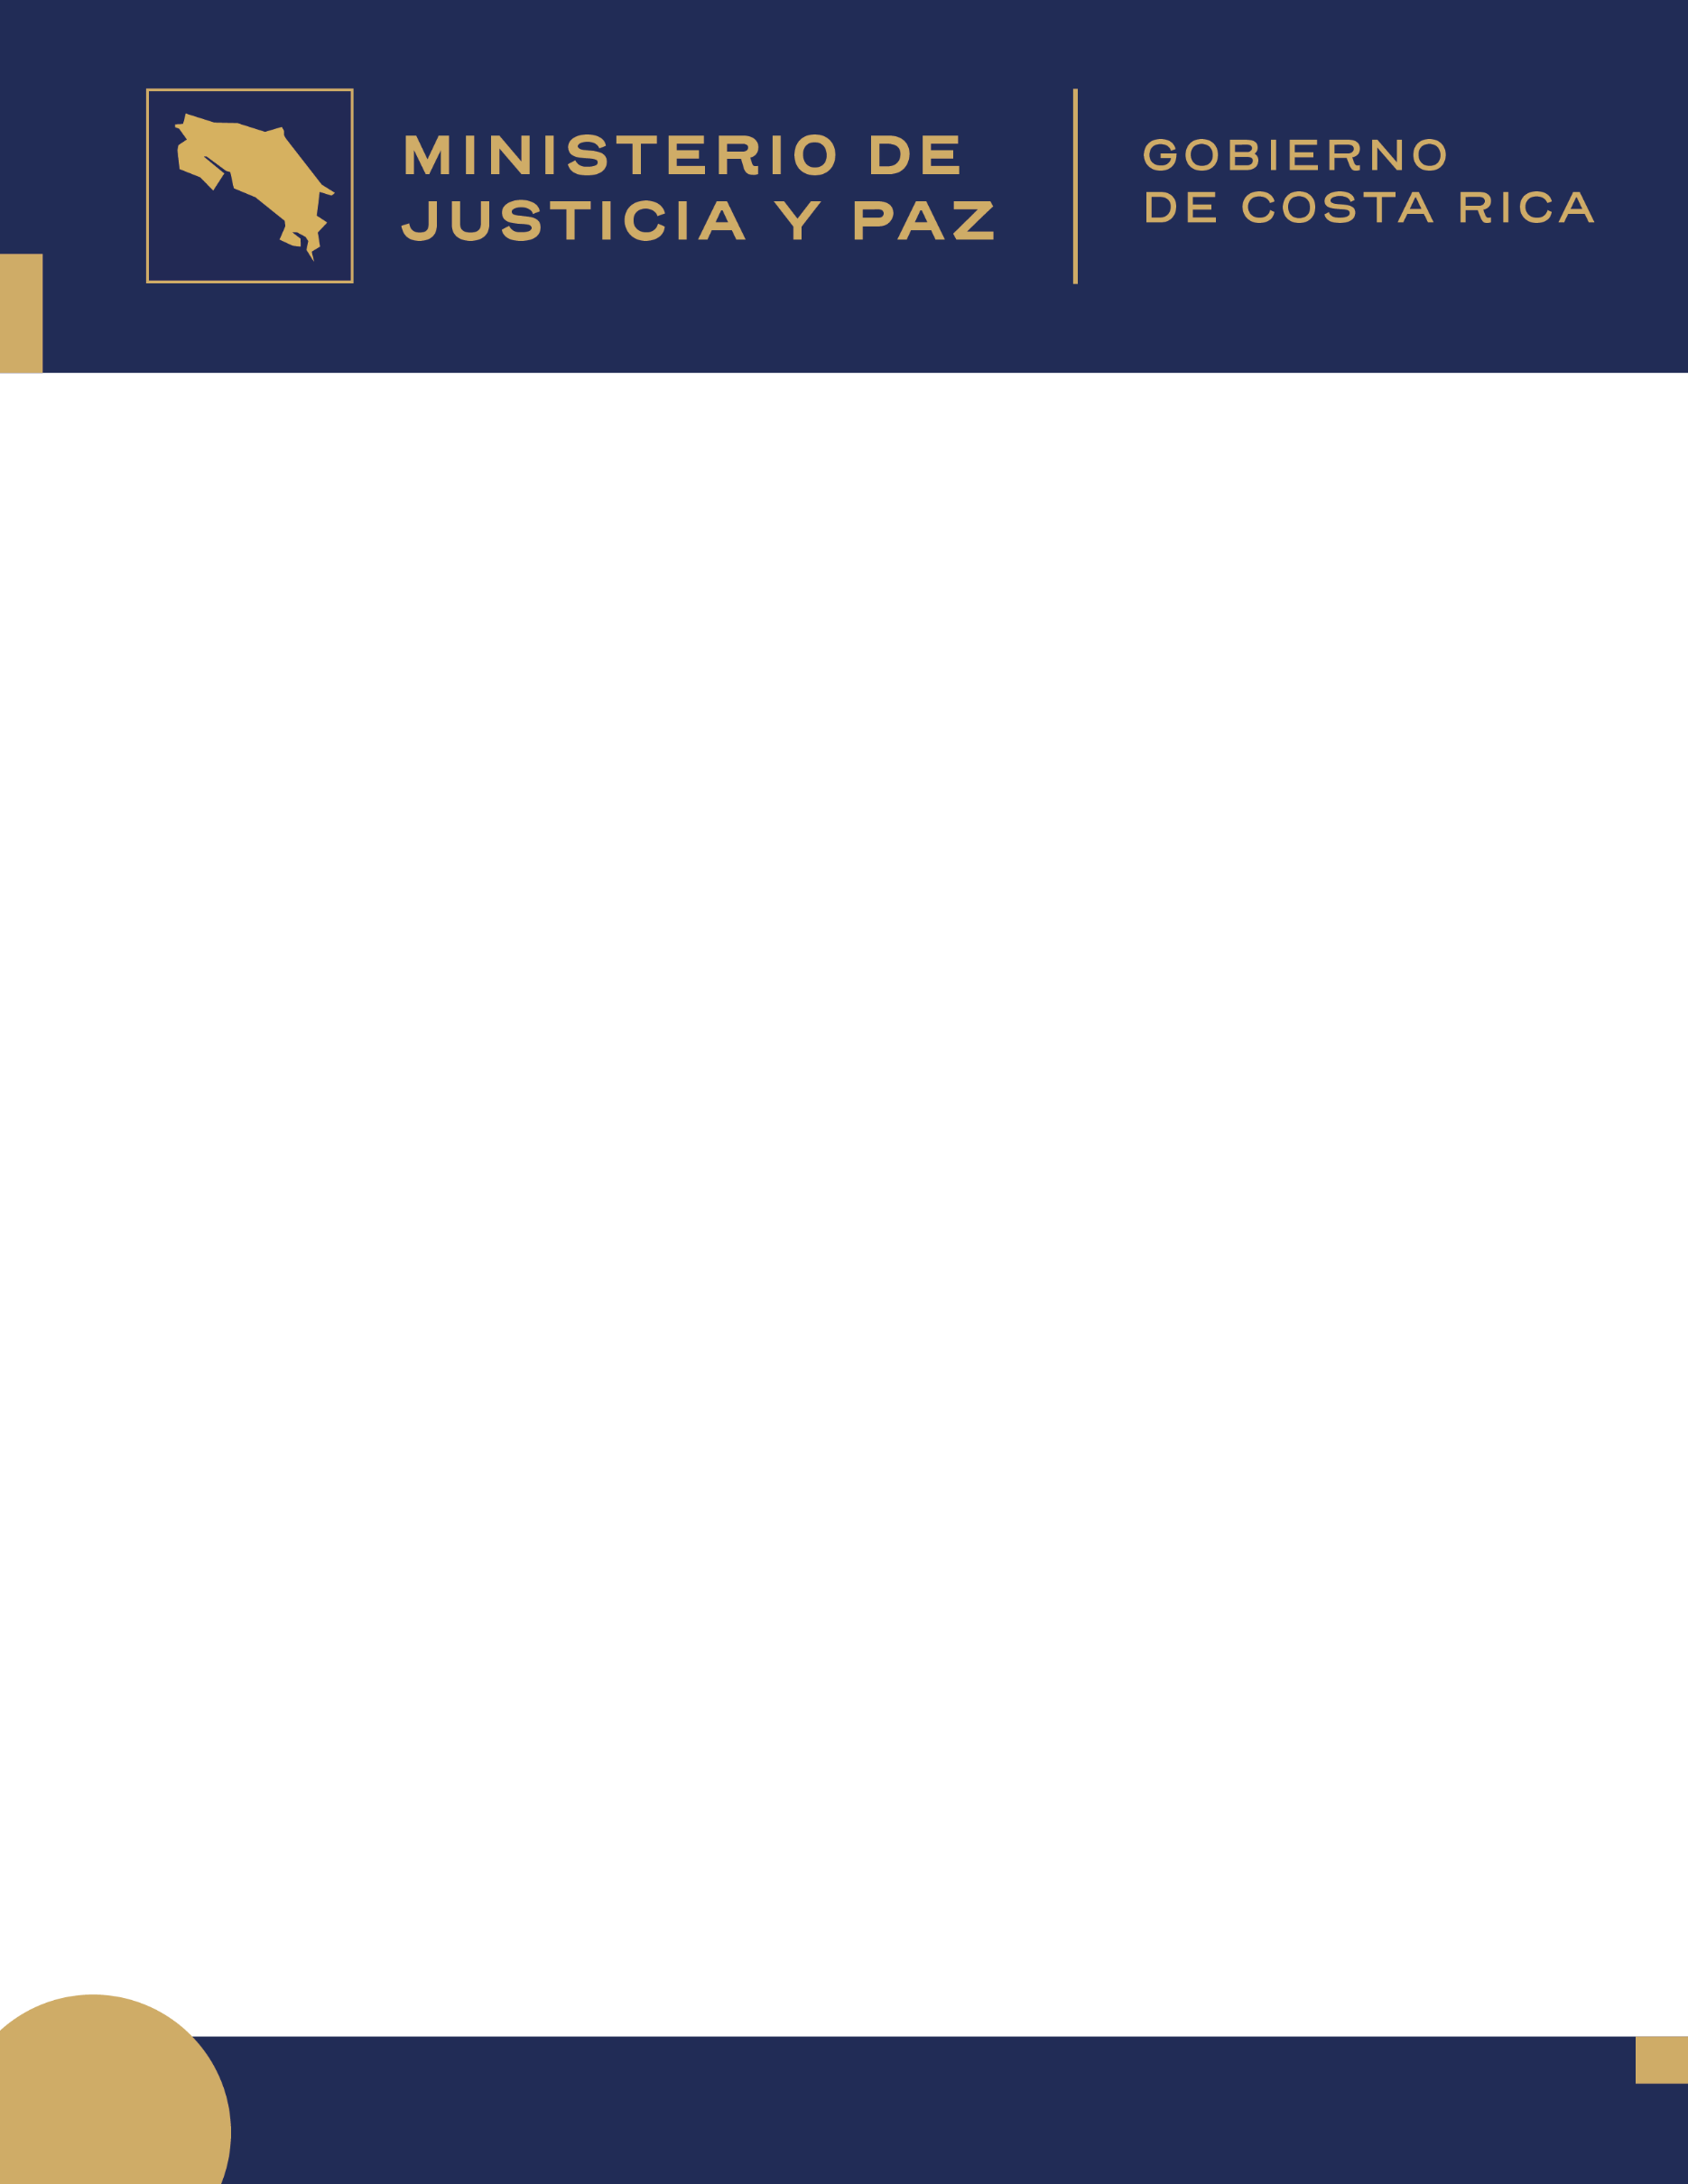 MINISTERIO DE
JUSTICIA Y PAZ
GOBIERNO
DE COSTA RICA